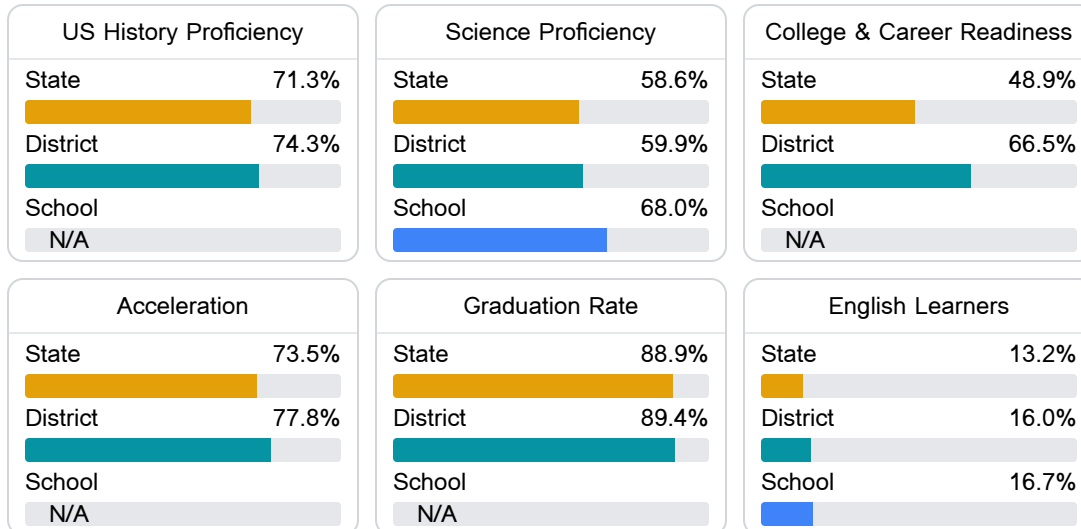 US History Proficiency
State 71.3%
District 74.3%
School
N/A
Science Proficiency
State 58.6%
District 59.9%
School 68.0%
College & Career Readiness
State 48.9%
District 66.5%
School
N/A
Acceleration
State 73.5%
District 77.8%
School
N/A
Graduation Rate
State 88.9%
District 89.4%
School
N/A
English Learners
State 13.2%
District 16.0%
School 16.7%